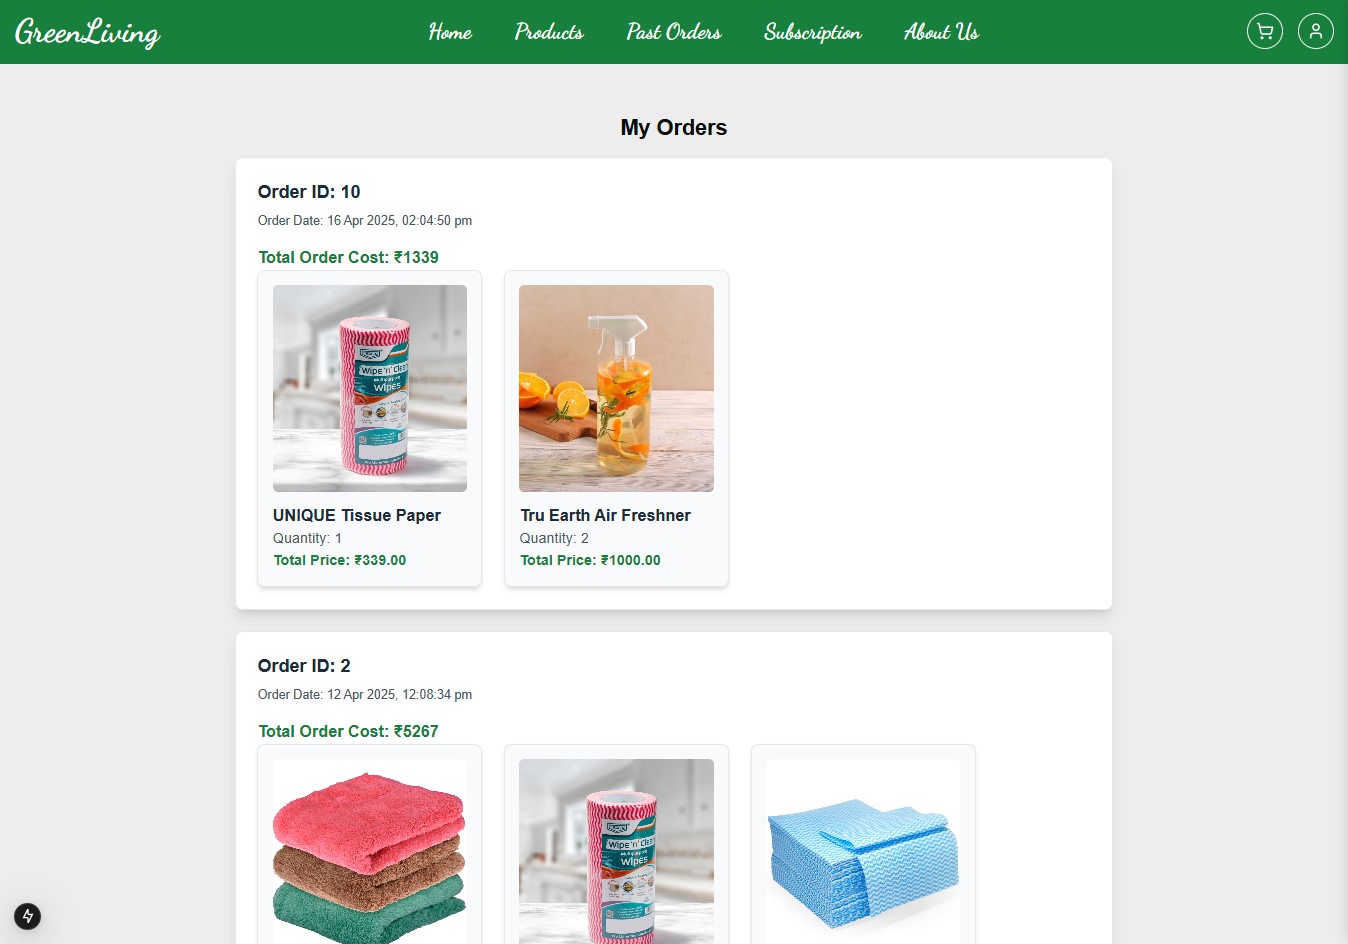 GreenLiving
Home
Products
Past Orders
Subscription
About Us
My Orders
Order ID: 10
Order Date: 16 Apr 2025, 02:04:50 pm
Total Order Cost: ₹1339
Wipe 'n' Clean
Multipurpose
Wipes
UNIQUE Tissue Paper
Quantity: 1
Total Price: ₹339.00
Tru Earth Air Freshner
Quantity: 2
Total Price: ₹1000.00
Order ID: 2
Order Date: 12 Apr 2025, 12:08:34 pm
Total Order Cost: ₹5267
Wipe 'n' Clean
Multipurpose
Wipes